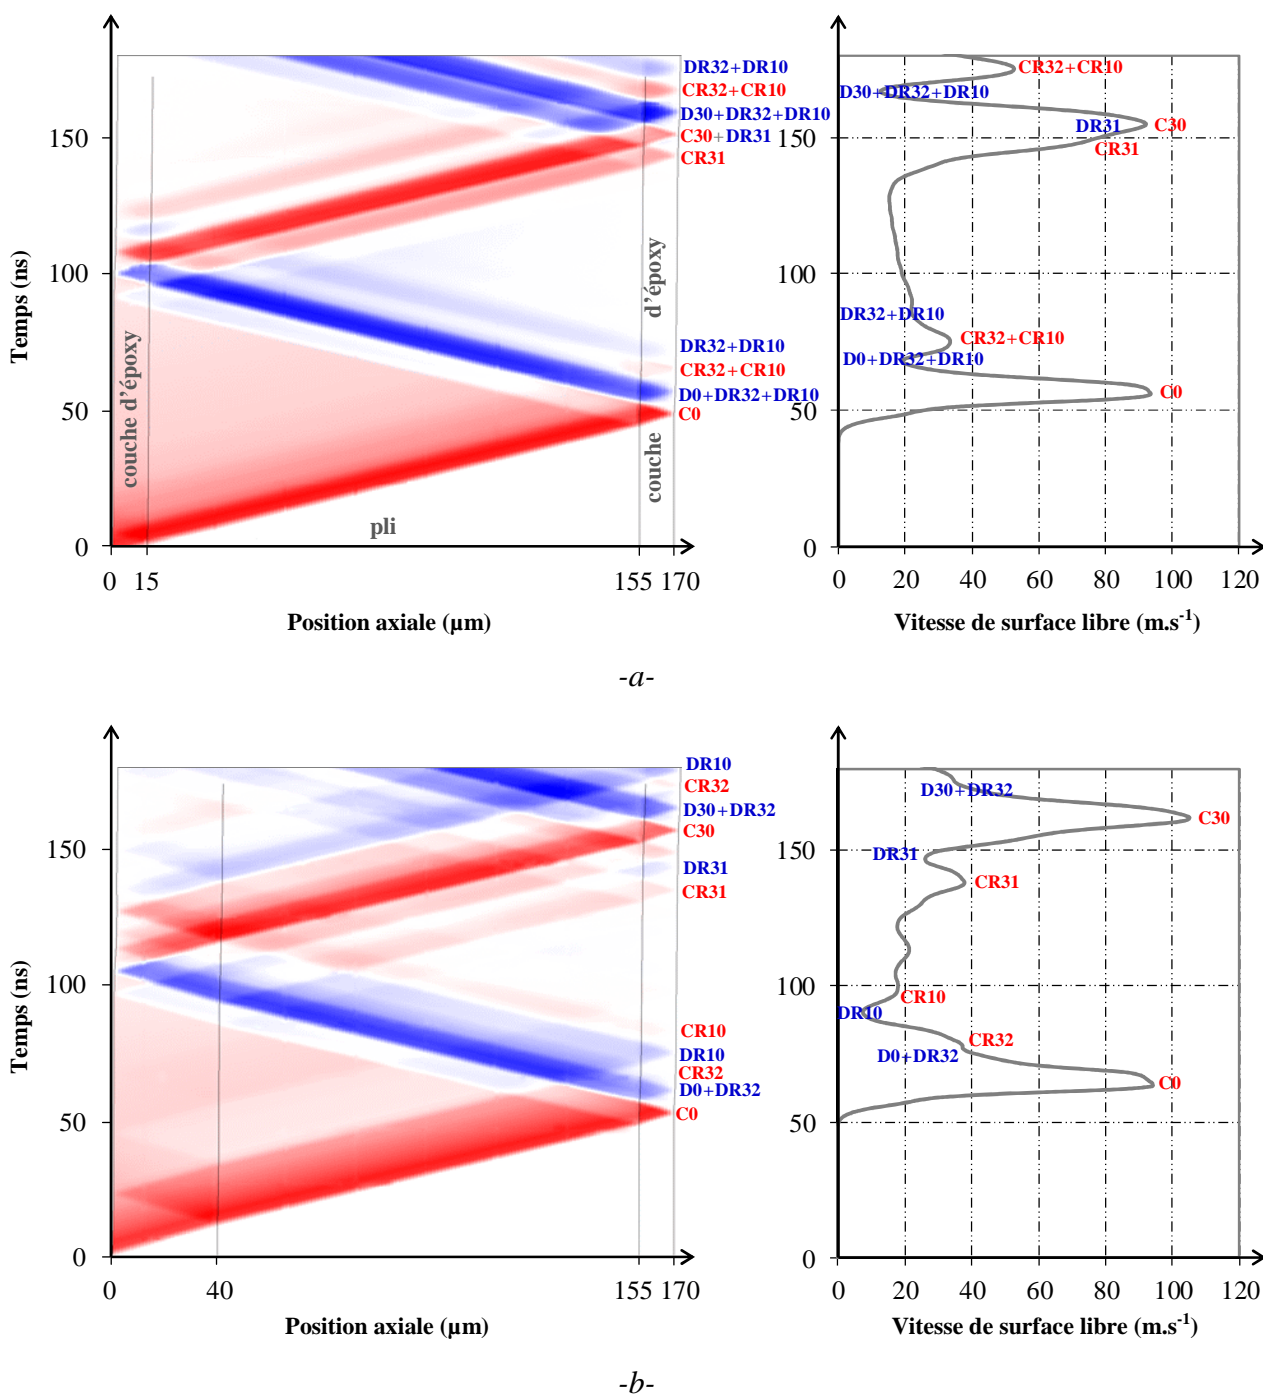 DR32+DR10
CR32+CR10
D30+DR32+DR10
C30+DR31
CR31
150
100
50
0
Temps (ns)
couche d'époxy
pli
couche
d'époxy
DR32+DR10
CR32+CR10
D0+DR32+DR10
C0
0 15 155 170
Position axiale (µm)
CR32+CR10
D30+DR32+DR10
DR31
C30
CR31
150
100
50
0
DR32+DR10
CR32+CR10
D0+DR32+DR10
C0
0 20 40 60 80 100 120
Vitesse de surface libre (m.s-1)
-a-
DR10
CR32
D30+DR32
C30
DR31
CR31
150
100
50
0
Temps (ns)
CR10
DR10
CR32
D0+DR32
C0
0 40 155 170
Position axiale (µm)
D30+DR32
C30
DR31
CR31
150
100
50
0
CR10
DR10
CR32
D0+DR32
C0
0 20 40 60 80 100 120
Vitesse de surface libre (m.s-1)
-b-